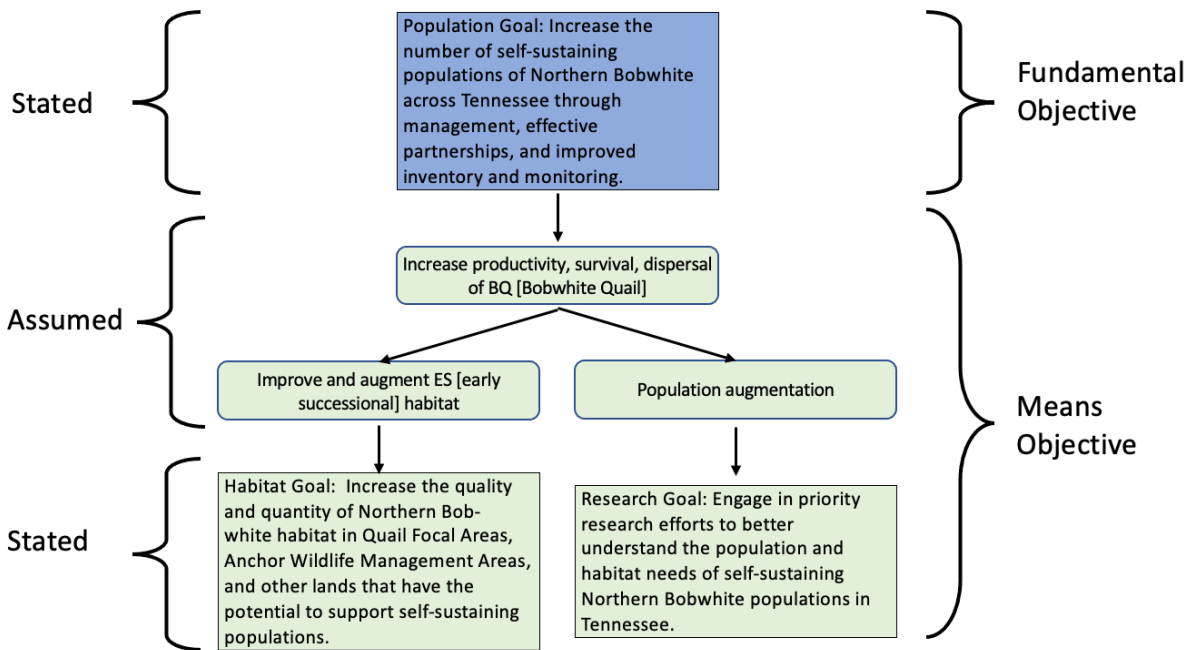 Population Goal: Increase the
number of self-sustaining
populations of Northern Bobwhite
across Tennessee through
management, effective
partnerships, and improved
inventory and monitoring.
Stated
Fundamental
Objective
Increase productivity, survival, dispersal
of BQ [Bobwhite Quail]
Assumed
Improve and augment ES [early
successional] habitat
Population augmentation
Means
Objective
Stated
Habitat Goal:  Increase the quality
and quantity of Northern Bob-
white habitat in Quail Focal Areas,
Anchor Wildlife Management Areas,
and other lands that have the
potential to support self-sustaining
populations.
Research Goal: Engage in priority
research efforts to better
understand the population and
habitat needs of self-sustaining
Northern Bobwhite populations in
Tennessee.